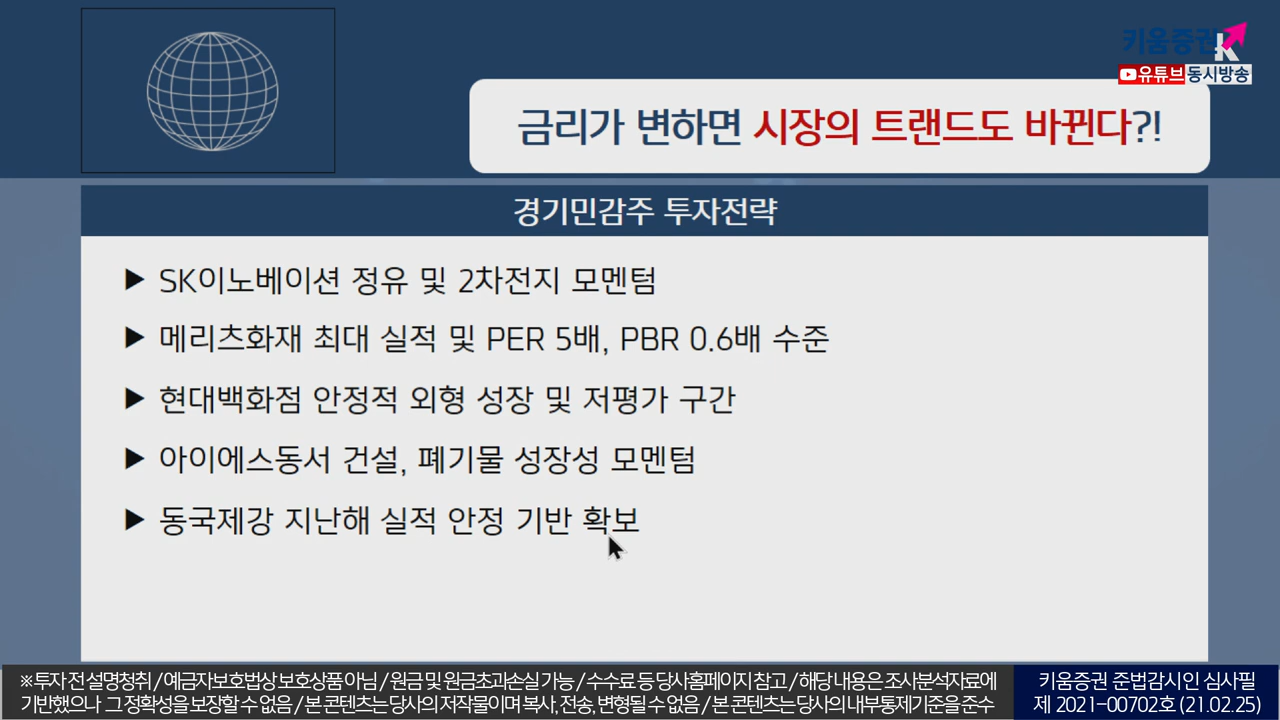 키움증권
유튜브 동시방송
금리가 변하면 시장의 트랜드도 바뀐다?!
경기민감주 투자전략
▶ SK이노베이션 정유 및 2차전지 모멘텀
▶ 메리츠화재 최대 실적 및 PER 5배, PBR 0.6배 수준
▶ 현대백화점 안정적 외형 성장 및 저평가 구간
▶ 아이에스동서 건설, 폐기물 성장성 모멘텀
▶ 동국제강 지난해 실적 안정 기반 확보
※ 투자 전 설명청취 / 예금자보호법상 보호상품 아님 / 원금 및 원금초과손실 가능 / 수수료 등 당사홈페이지 참고 / 해당 내용은 조사분석자료에
기반했으나 그 정확성을 보장할 수 없음 / 본 콘텐츠는 당사의 저작물이며 복사, 전송, 변형될 수 없음 / 본 콘텐츠는 당사의 내부통제기준을 준수
키움증권 준법감시인 심사필
제 2021-00702호 (21.02.25)